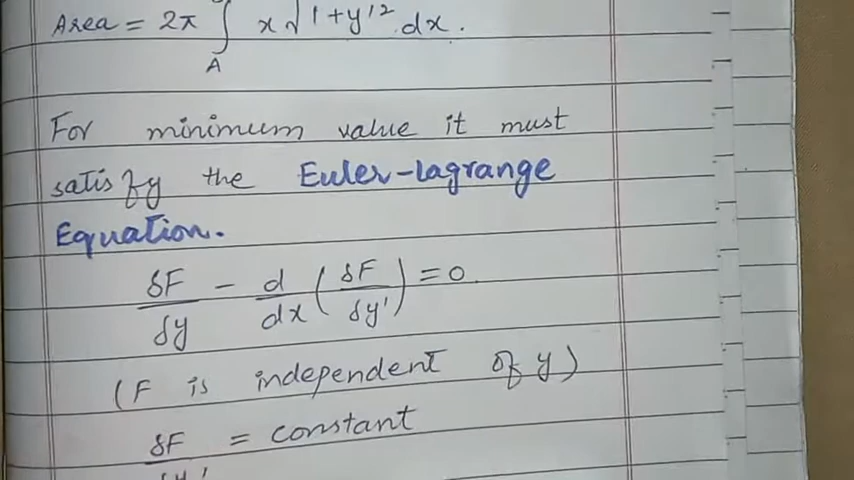 Area = 2π ∫ x √1+y'² dx.
A
For minimum value it must
satisfy the Euler-lagrange
Equation.
δF/δy - d/dx (δF/δy') = 0
(F is independent of y)
δF/δy' = constant